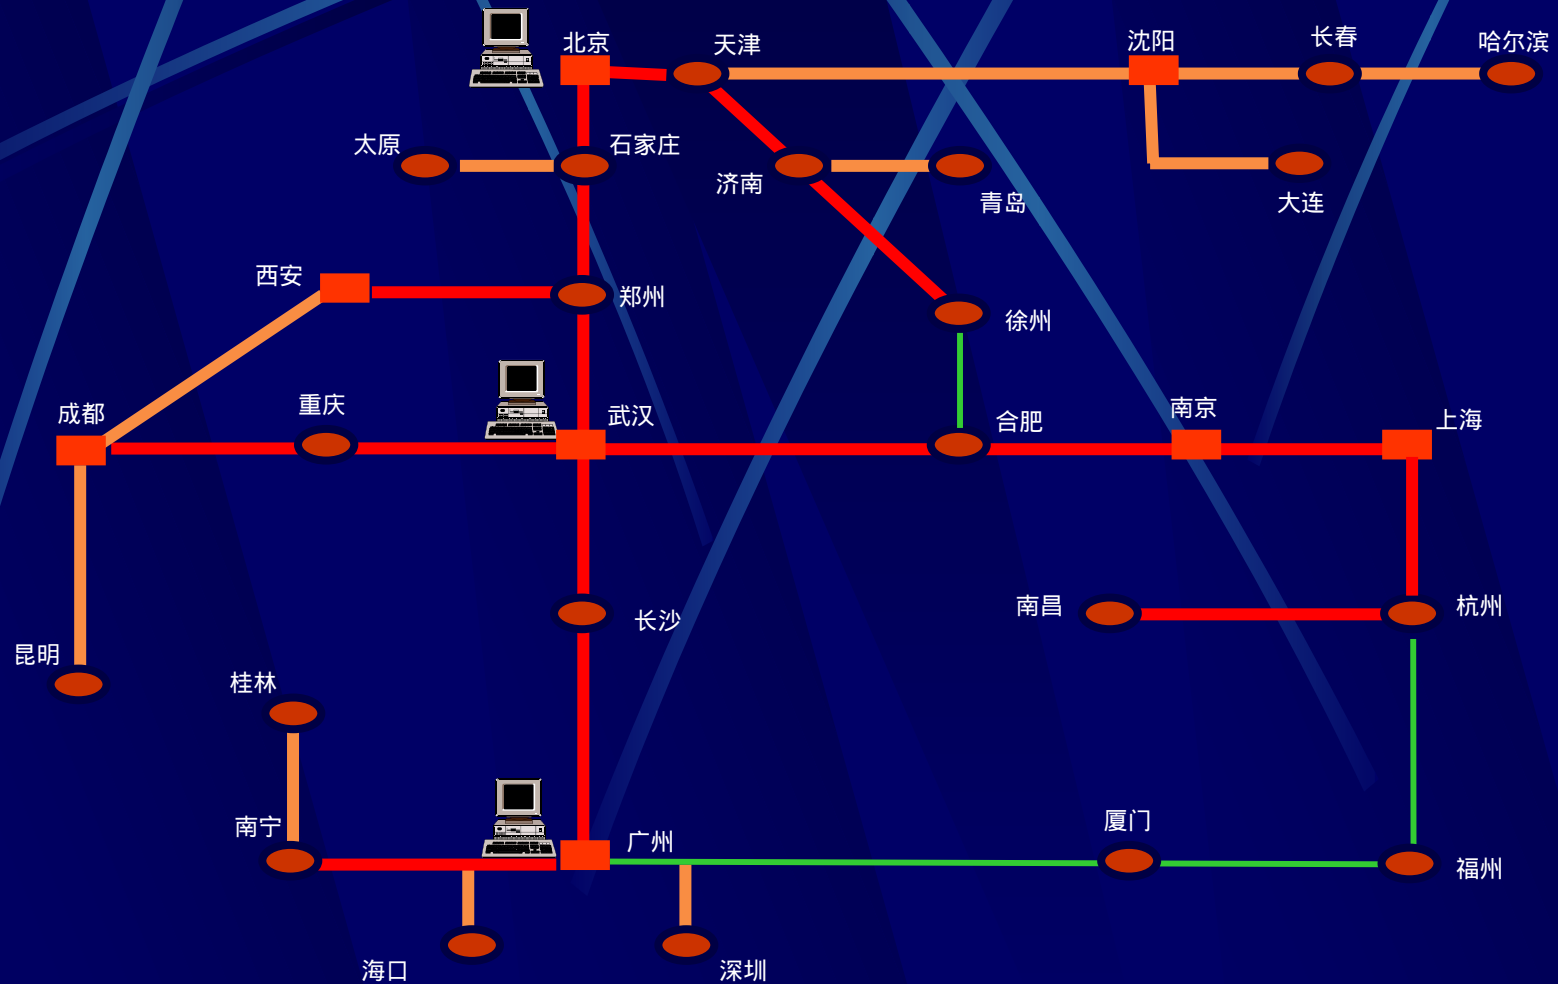 北京
天津
沈阳
长春
哈尔滨
太原
石家庄
济南
青岛
大连
西安
郑州
徐州
成都
重庆
武汉
合肥
南京
上海
昆明
长沙
南昌
杭州
桂林
南宁
广州
厦门
福州
海口
深圳